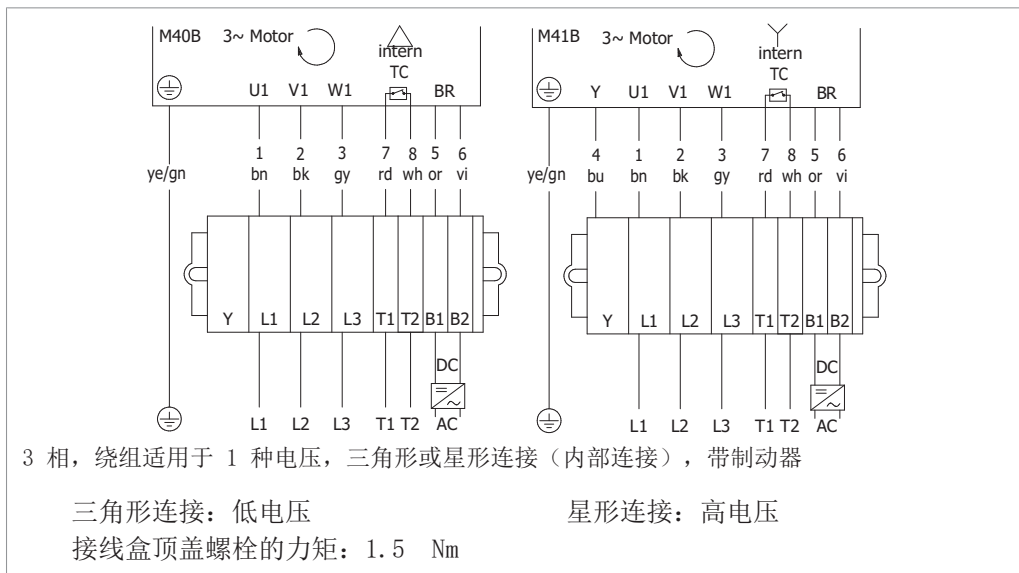 M40B 3~ Motor
intern
TC
U1 V1 W1 BR
1 2 3 7 8 5 6
ye/gn bn bk gy rd wh or vi
Y L1 L2 L3 T1 T2 B1 B2
DC
L1 L2 L3 T1 T2 AC
M41B 3~ Motor
intern
TC
Y U1 V1 W1 BR
4 1 2 3 7 8 5 6
ye/gn bu bn bk gy rd wh or vi
Y L1 L2 L3 T1 T2 B1 B2
DC
L1 L2 L3 T1 T2 AC
3 相，绕组适用于 1 种电压，三角形或星形连接（内部连接），带制动器
三角形连接：低电压 星形连接：高电压
接线盒顶盖螺栓的力矩：1.5 Nm